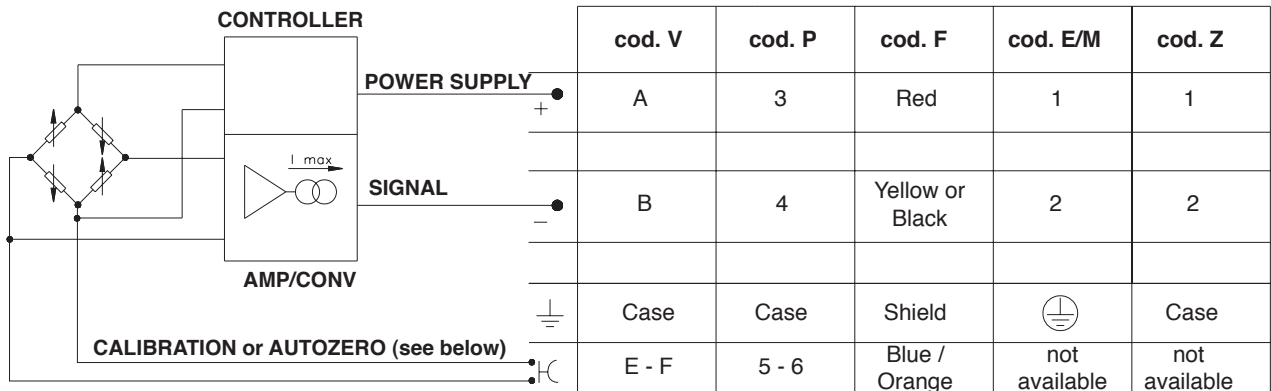 CONTROLLER
POWER SUPPLY
+
I max
SIGNAL
−
AMP/CONV
CALIBRATION or AUTOZERO (see below)
cod. V cod. P cod. F cod. E/M cod. Z
A 3 Red 1 1
B 4 Yellow or Black 2 2
Case Case Shield Case
E - F 5 - 6 Blue / Orange not available not available